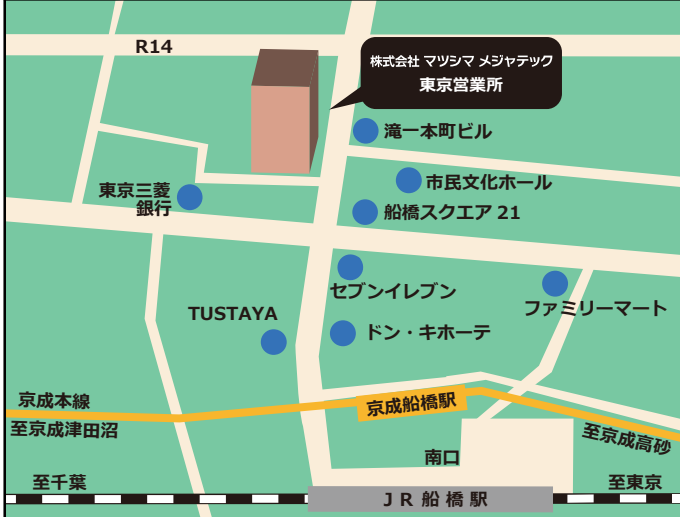 R14
株式会社 マツシマ メジャテック
東京営業所
滝一本町ビル
市民文化ホール
東京三菱
銀行
船橋スクエア 21
セブンイレブン
ファミリーマート
TUSTAYA
ドン・キホーテ
京成本線
京成船橋駅
至京成津田沼
至京成高砂
南口
至千葉
至東京
JR船橋駅